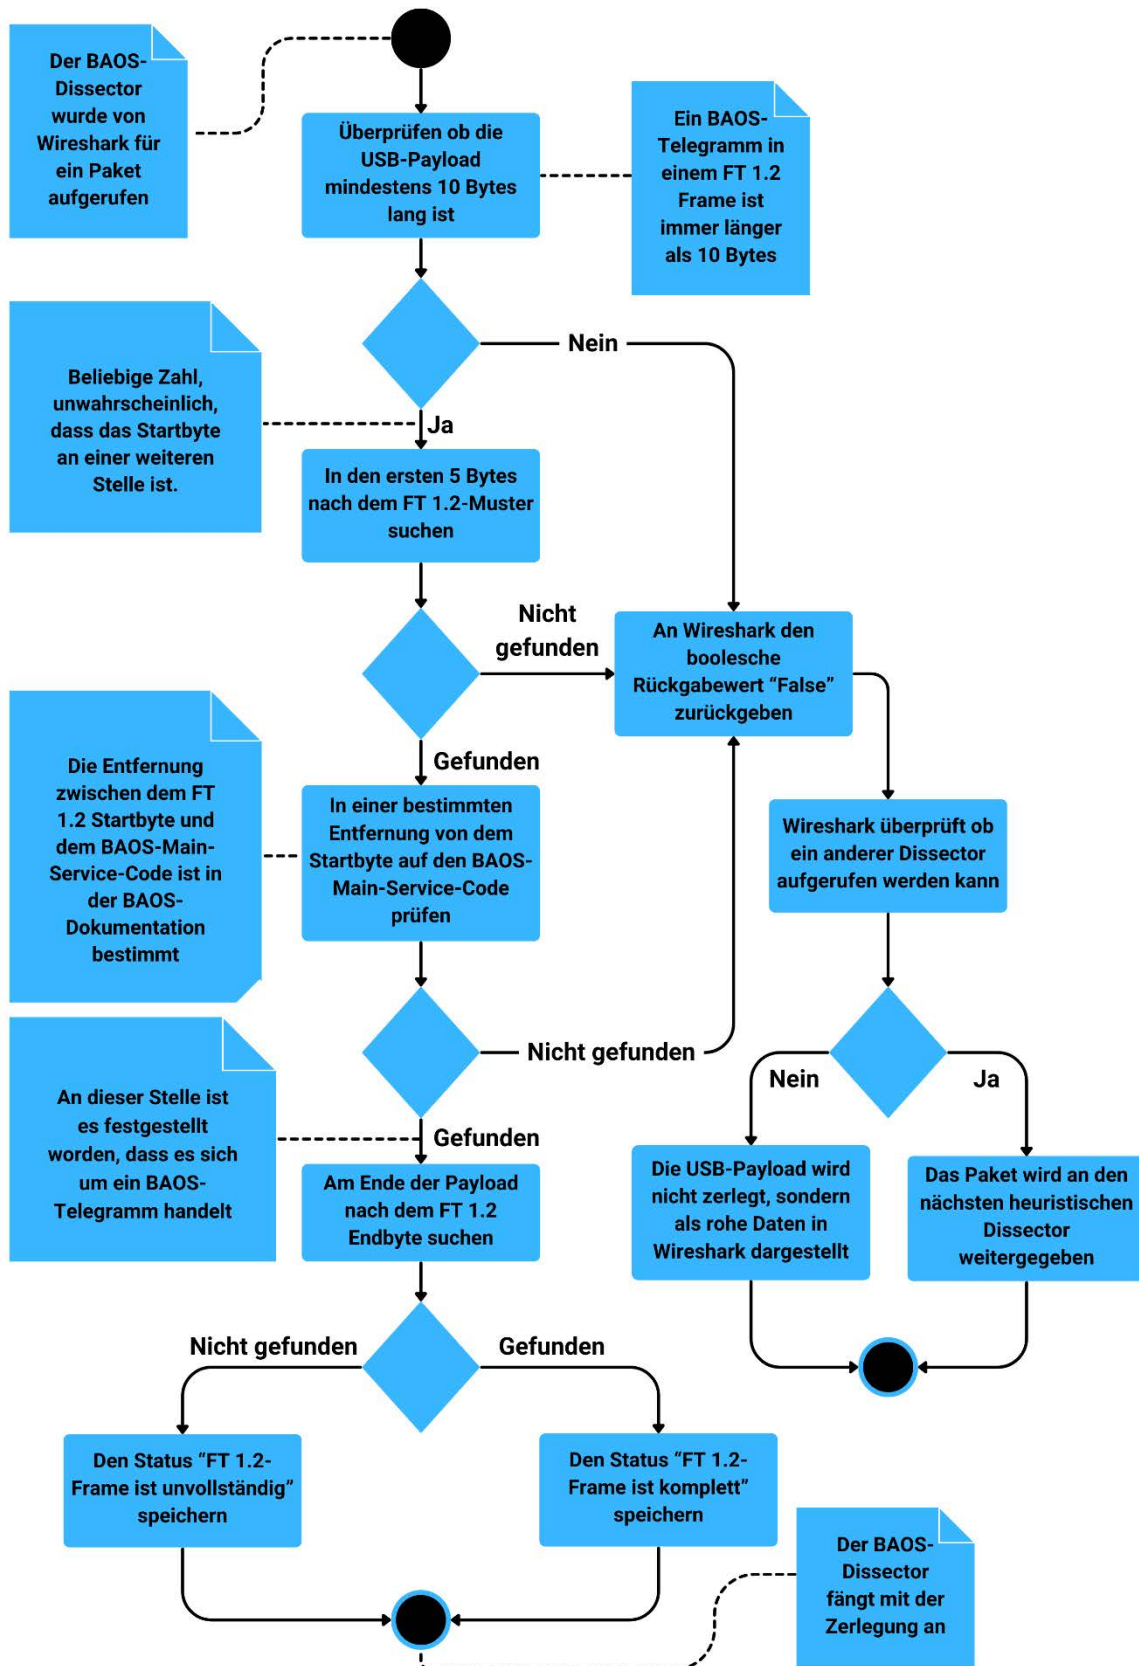 Der BAOS-
Dissector
wurde von
Wireshark für
ein Paket
aufgerufen
Überprüfen ob die
USB-Payload
mindestens 10 Bytes
lang ist
Ein BAOS-
Telegramm in
einem FT 1.2
Frame ist
immer länger
als 10 Bytes
Nein
Beliebige Zahl,
unwahrscheinlich,
dass das Startbyte
an einer weiteren
Stelle ist.
Ja
In den ersten 5 Bytes
nach dem FT 1.2-Muster
suchen
Nicht
gefunden
An Wireshark den
boolesche
Rückgabewert “False”
zurückgeben
Gefunden
Die Entfernung
zwischen dem FT
1.2 Startbyte und
dem BAOS-Main-
Service-Code ist in
der BAOS-
Dokumentation
bestimmt
In einer bestimmten
Entfernung von dem
Startbyte auf den BAOS-
Main-Service-Code
prüfen
Wireshark überprüft ob
ein anderer Dissector
aufgerufen werden kann
Nicht gefunden
Nein
Ja
An dieser Stelle ist
es festgestellt
worden, dass es sich
um ein BAOS-
Telegramm handelt
Gefunden
Am Ende der Payload
nach dem FT 1.2
Endbyte suchen
Die USB-Payload wird
nicht zerlegt, sondern
als rohe Daten in
Wireshark dargestellt
Das Paket wird an den
nächsten heuristischen
Dissector
weitergegeben
Nicht gefunden
Gefunden
Den Status “FT 1.2-
Frame ist unvollständig”
speichern
Den Status “FT 1.2-
Frame ist komplett”
speichern
Der BAOS-
Dissector
fängt mit der
Zerlegung an